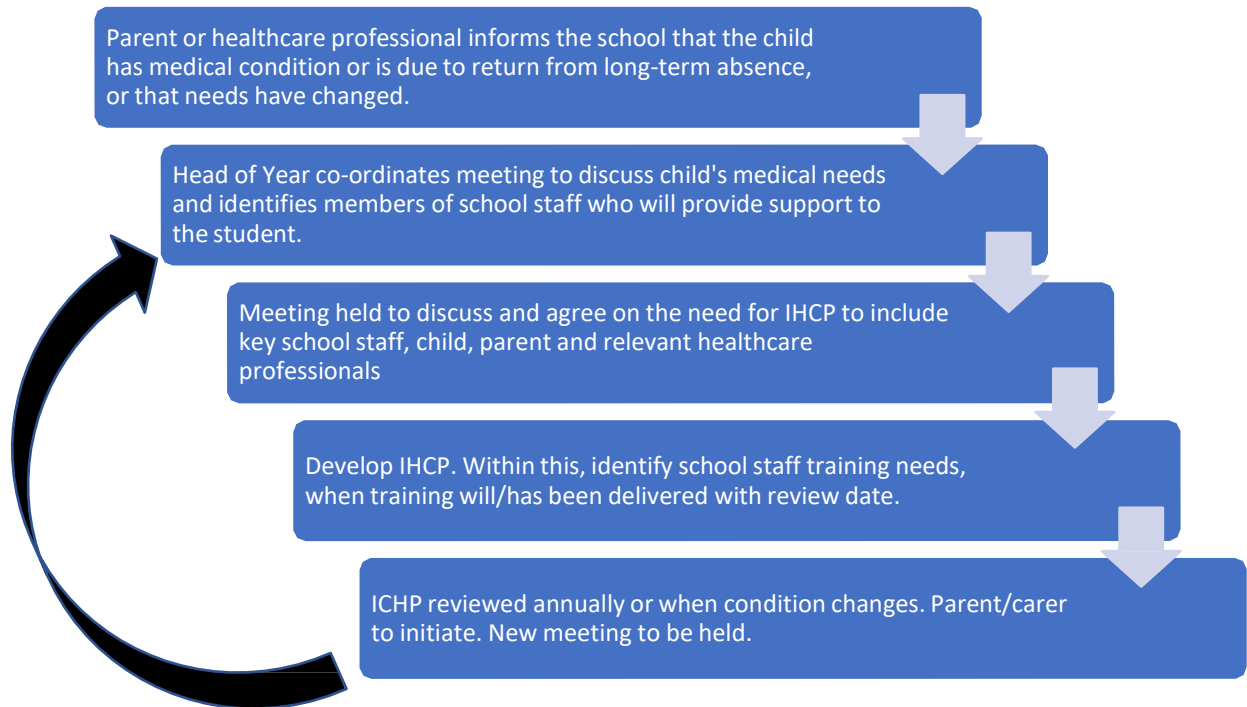 Parent or healthcare professional informs the school that the child
has medical condition or is due to return from long-term absence,
or that needs have changed.
Head of Year co-ordinates meeting to discuss child's medical needs
and identifies members of school staff who will provide support to
the student.
Meeting held to discuss and agree on the need for IHCP to include
key school staff, child, parent and relevant healthcare
professionals
Develop IHCP. Within this, identify school staff training needs,
when training will/has been delivered with review date.
ICHP reviewed annually or when condition changes. Parent/carer
to initiate. New meeting to be held.